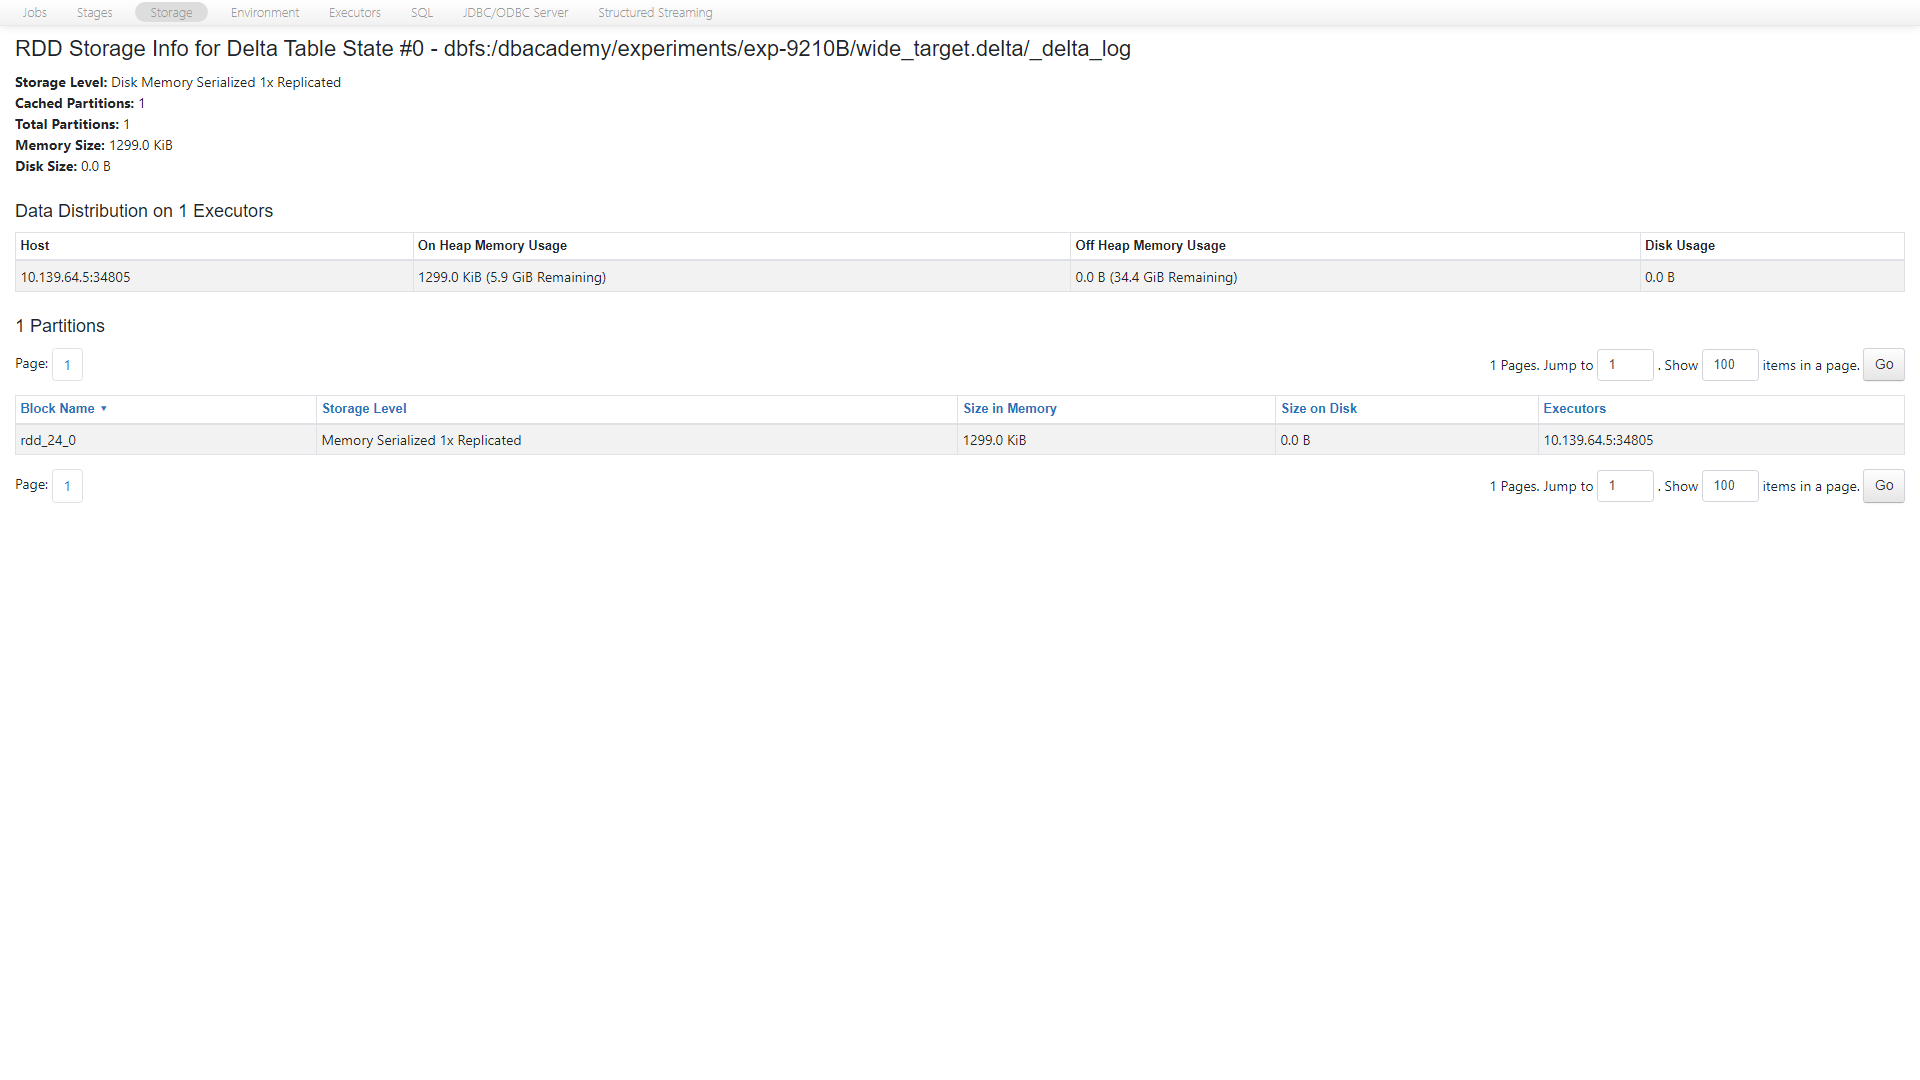 Jobs Stages Storage Environment Executors SQL JDBC/ODBC Server Structured Streaming
RDD Storage Info for Delta Table State #0 - dbfs:/dbacademy/experiments/exp-9210B/wide_target.delta/_delta_log
Storage Level: Disk Memory Serialized 1x Replicated
Cached Partitions: 1
Total Partitions: 1
Memory Size: 1299.0 KiB
Disk Size: 0.0 B
Data Distribution on 1 Executors
Host On Heap Memory Usage Off Heap Memory Usage Disk Usage
10.139.64.5:34805 1299.0 KiB (5.9 GiB Remaining) 0.0 B (34.4 GiB Remaining) 0.0 B
1 Partitions
Page: 1 1 Pages. Jump to 1 . Show 100 items in a page. Go
Block Name ▾ Storage Level Size in Memory Size on Disk Executors
rdd_24_0 Memory Serialized 1x Replicated 1299.0 KiB 0.0 B 10.139.64.5:34805
Page: 1 1 Pages. Jump to 1 . Show 100 items in a page. Go